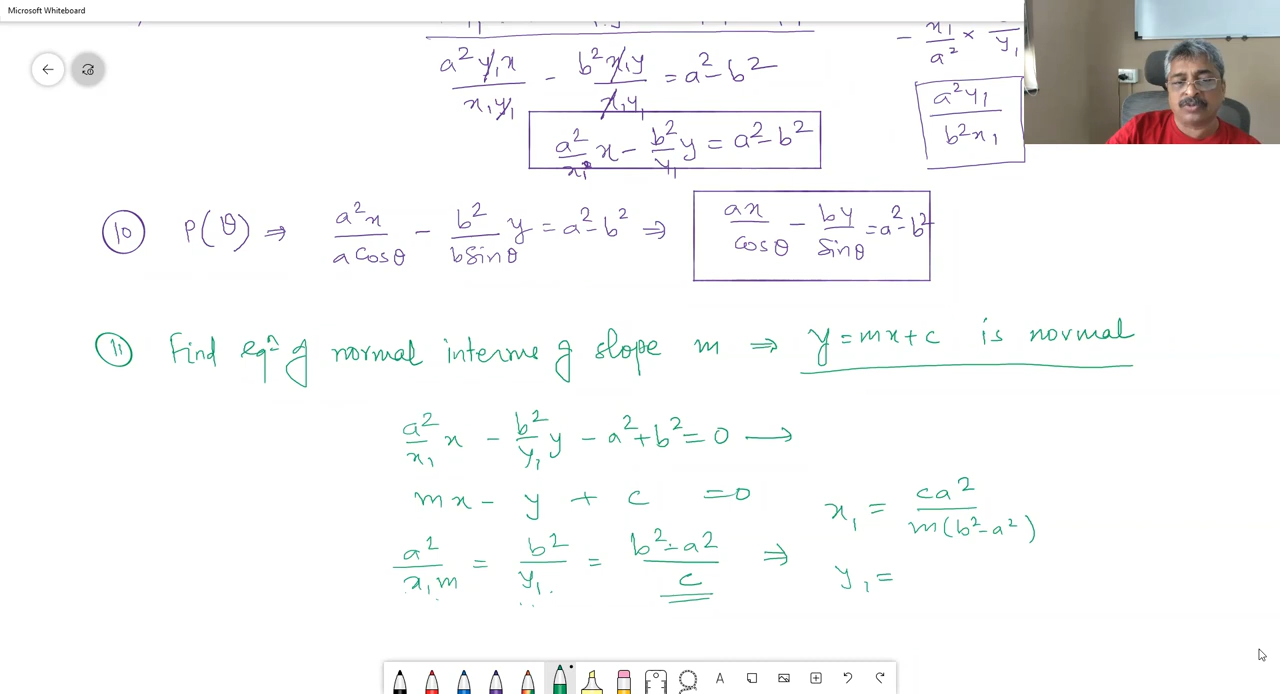 Microsoft Whiteboard
a²y₁x/x₁y₁ - b²x₁y/x₁y₁ = a²-b²
- x₁/a² × /y₁
a²y₁/b²x₁
a²/x₁ x - b²/y₁ y = a²-b²
10 P(θ) ⇒ a²x/a cosθ - b²/b sinθ y = a²-b² ⇒ ax/cosθ - by/sinθ = a²-b²
11 Find eqⁿ of normal interms of slope m ⇒ y=mx+c is normal
a²/x₁ x - b²/y₁ y - a²+b²=0 ⟶
mx - y + c =0
a²/x₁m = b²/y₁ = b²-a²/c ⇒ x₁ = ca²/m(b²-a²)
y₁ =
A